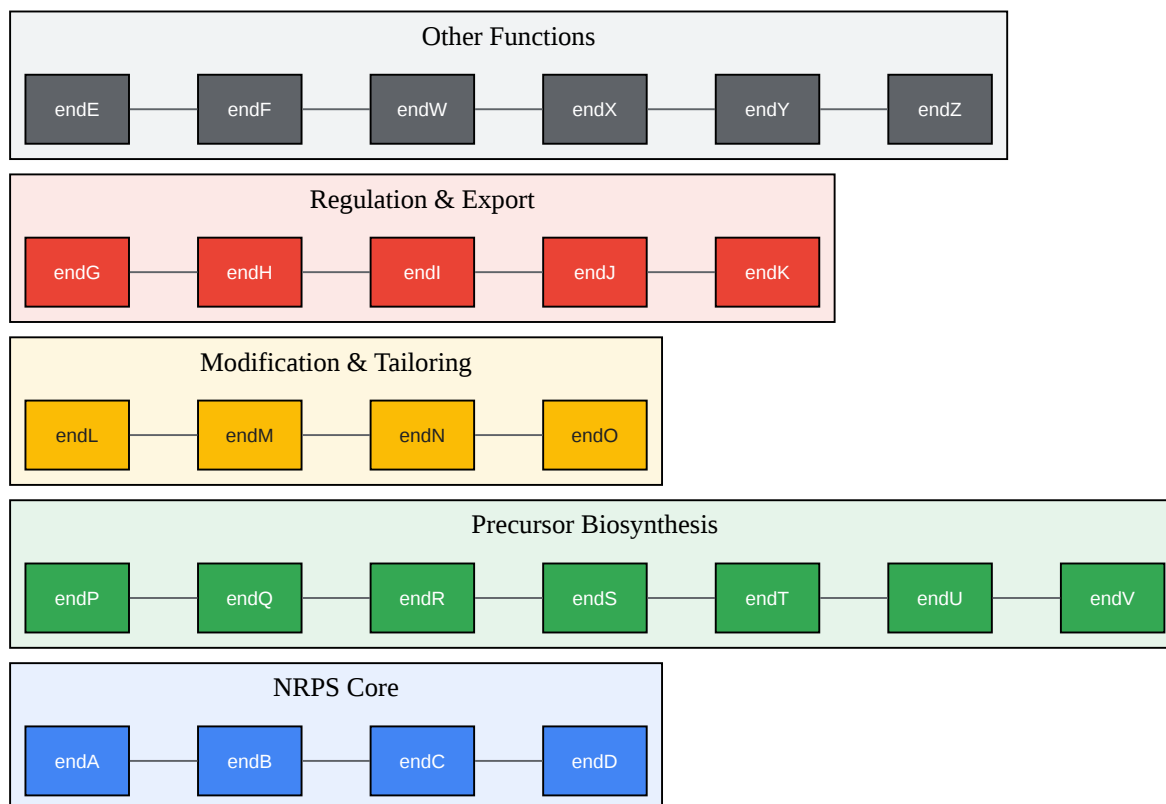 Other Functions
endE endF endW endX endY endZ
Regulation & Export
endG endH endI endJ endK
Modification & Tailoring
endL endM endN endO
Precursor Biosynthesis
endP endQ endR endS endT endU endV
NRPS Core
endA endB endC endD